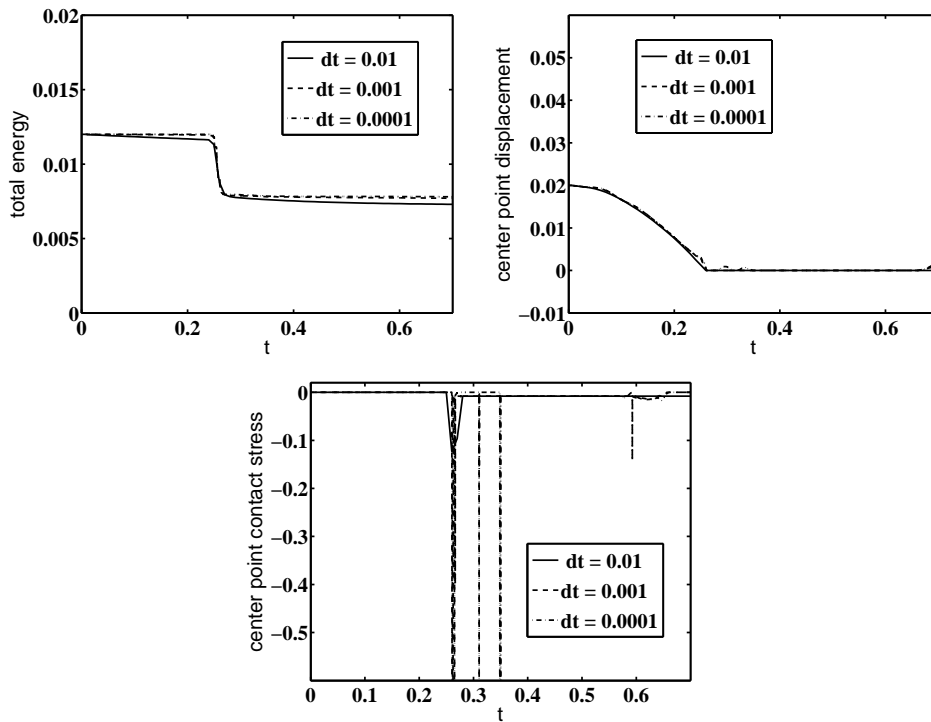 total energy
0.02
0.015
0.01
0.005
0
0
0.2
0.4
0.6
t
dt = 0.01
dt = 0.001
dt = 0.0001
center point displacement
0.05
0.04
0.03
0.02
0.01
0
−0.01
0
0.2
0.4
0.6
t
dt = 0.01
dt = 0.001
dt = 0.0001
center point contact stress
0
−0.1
−0.2
−0.3
−0.4
−0.5
0
0.1
0.2
0.3
0.4
0.5
0.6
t
dt = 0.01
dt = 0.001
dt = 0.0001